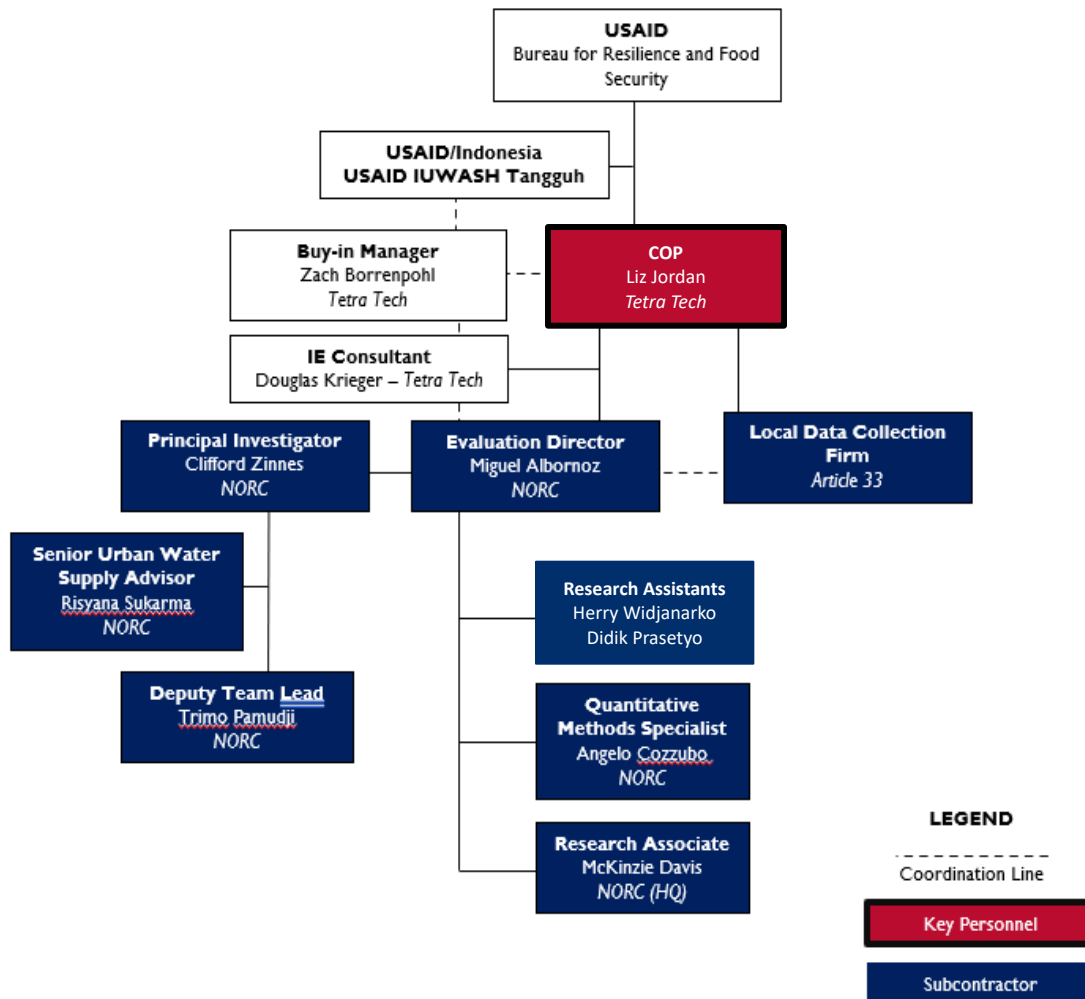 USAID
Bureau for Resilience and Food
Security
USAID/Indonesia
USAID IUWASH Tangguh
Buy-in Manager
Zach Borrenpohl
Tetra Tech
COP
Liz Jordan
Tetra Tech
IE Consultant
Douglas Krieger – Tetra Tech
Principal Investigator
Clifford Zinnes
NORC
Evaluation Director
Miguel Albornoz
NORC
Local Data Collection
Firm
Article 33
Senior Urban Water
Supply Advisor
Risyana Sukarma
NORC
Research Assistants
Herry Widjanarko
Didik Prasetyo
Deputy Team Lead
Trimo Pamudji
NORC
Quantitative
Methods Specialist
Angelo Cozzubo
NORC
Research Associate
McKinzie Davis
NORC (HQ)
LEGEND
Coordination Line
Key Personnel
Subcontractor